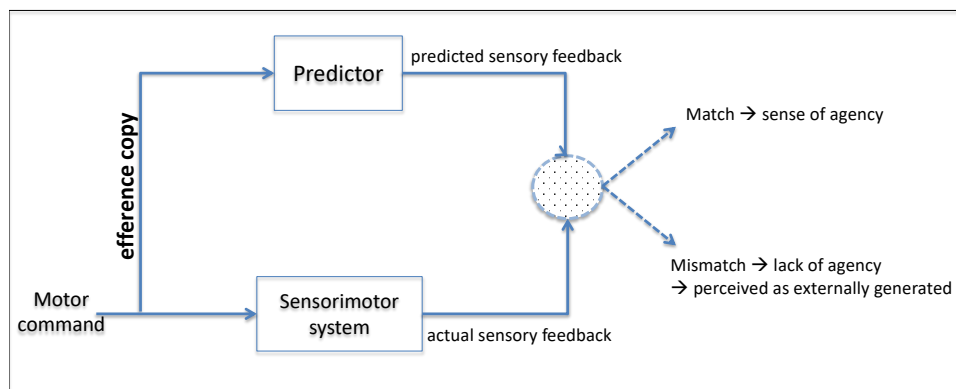 predicted sensory feedback
Predictor
Match → sense of agency
efference copy
Mismatch → lack of agency
→ perceived as externally generated
Motor
command
Sensorimotor
system
actual sensory feedback